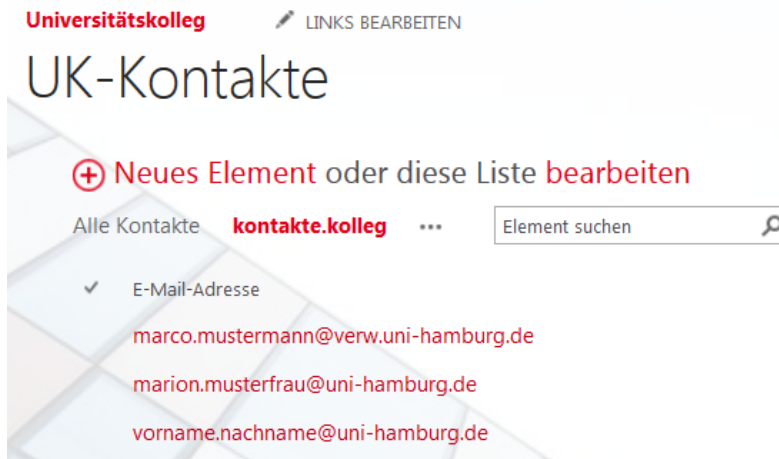 Universitätskolleg LINKS BEARBEITEN
UK-Kontakte
Neues Element oder diese Liste bearbeiten
Alle Kontakte kontakte.kolleg ... Element suchen
E-Mail-Adresse
marco.mustermann@verw.uni-hamburg.de
marion.musterfrau@uni-hamburg.de
vorname.nachname@uni-hamburg.de